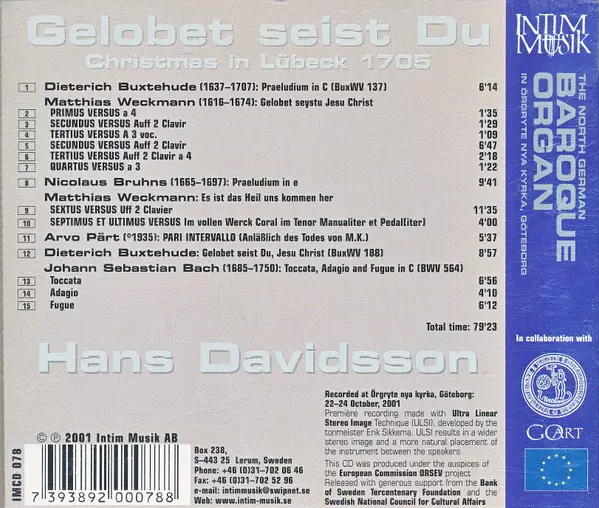 Gelobet seist Du
Christmas in Lübeck 1705
1 Dieterich Buxtehude (1637–1707): Praeludium in C (BuxWV 137) 6'14
Matthias Weckmann (1616–1674): Gelobet seystu Jesu Christ
2 PRIMUS VERSUS a 4 1'35
3 SECUNDUS VERSUS Auff 2 Clavir 1'29
4 TERTIUS VERSUS A 3 voc. 1'09
5 SECUNDUS VERSUS Auff 2 Clavir 6'47
6 TERTIUS VERSUS Auff 2 Clavir a 4 2'18
7 QUARTUS VERSUS a 3 1'22
8 Nicolaus Bruhns (1665–1697): Praeludium in e 9'41
Matthias Weckmann: Es ist das Heil uns kommen her
9 SEXTUS VERSUS Uff 2 Clavier 11'35
10 SEPTIMUS ET ULTIMUS VERSUS Im vollen Werck Coral im Tenor Manualiter et Pedal[iter] 4'00
11 Arvo Pärt (*1935): PARI INTERVALLO (Anläßlich des Todes von M.K.) 5'37
12 Dieterich Buxtehude: Gelobet seist Du, Jesu Christ (BuxWV 188) 8'57
Johann Sebastian Bach (1685–1750): Toccata, Adagio and Fugue in C (BWV 564)
13 Toccata 6'56
14 Adagio 4'10
15 Fugue 6'12
Total time: 79'23
Hans Davidsson
© ℗ 2001 Intim Musik AB
IMCD 078
7 393892 000788
Box 238,
S–443 25 Lerum, Sweden
Phone: +46 (0)31–702 06 46
Fax: +46 (0)31–702 52 96
e-mail: intimmusik@swipnet.se
Web: www.intim-musik.se
Recorded at Örgryte nya kyrka, Göteborg:
22–24 October, 2001
Première recording made with Ultra Linear
Stereo Image Technique (ULSI), developed by the
tonmeister Erik Sikkema. ULSI results in a wider
stereo image and a more natural placement of
the instrument between the speakers
This CD was produced under the auspices of
the European Commission ORSEV project
Released with generous support from the Bank
of Sweden Tercentenary Foundation and the
Swedish National Council for Cultural Affairs
INTIM
MUSIK
THE NORTH GERMAN
BAROQUE
ORGAN
IN ÖRGRYTE NYA KYRKA, GÖTEBORG
In collaboration with
GOART